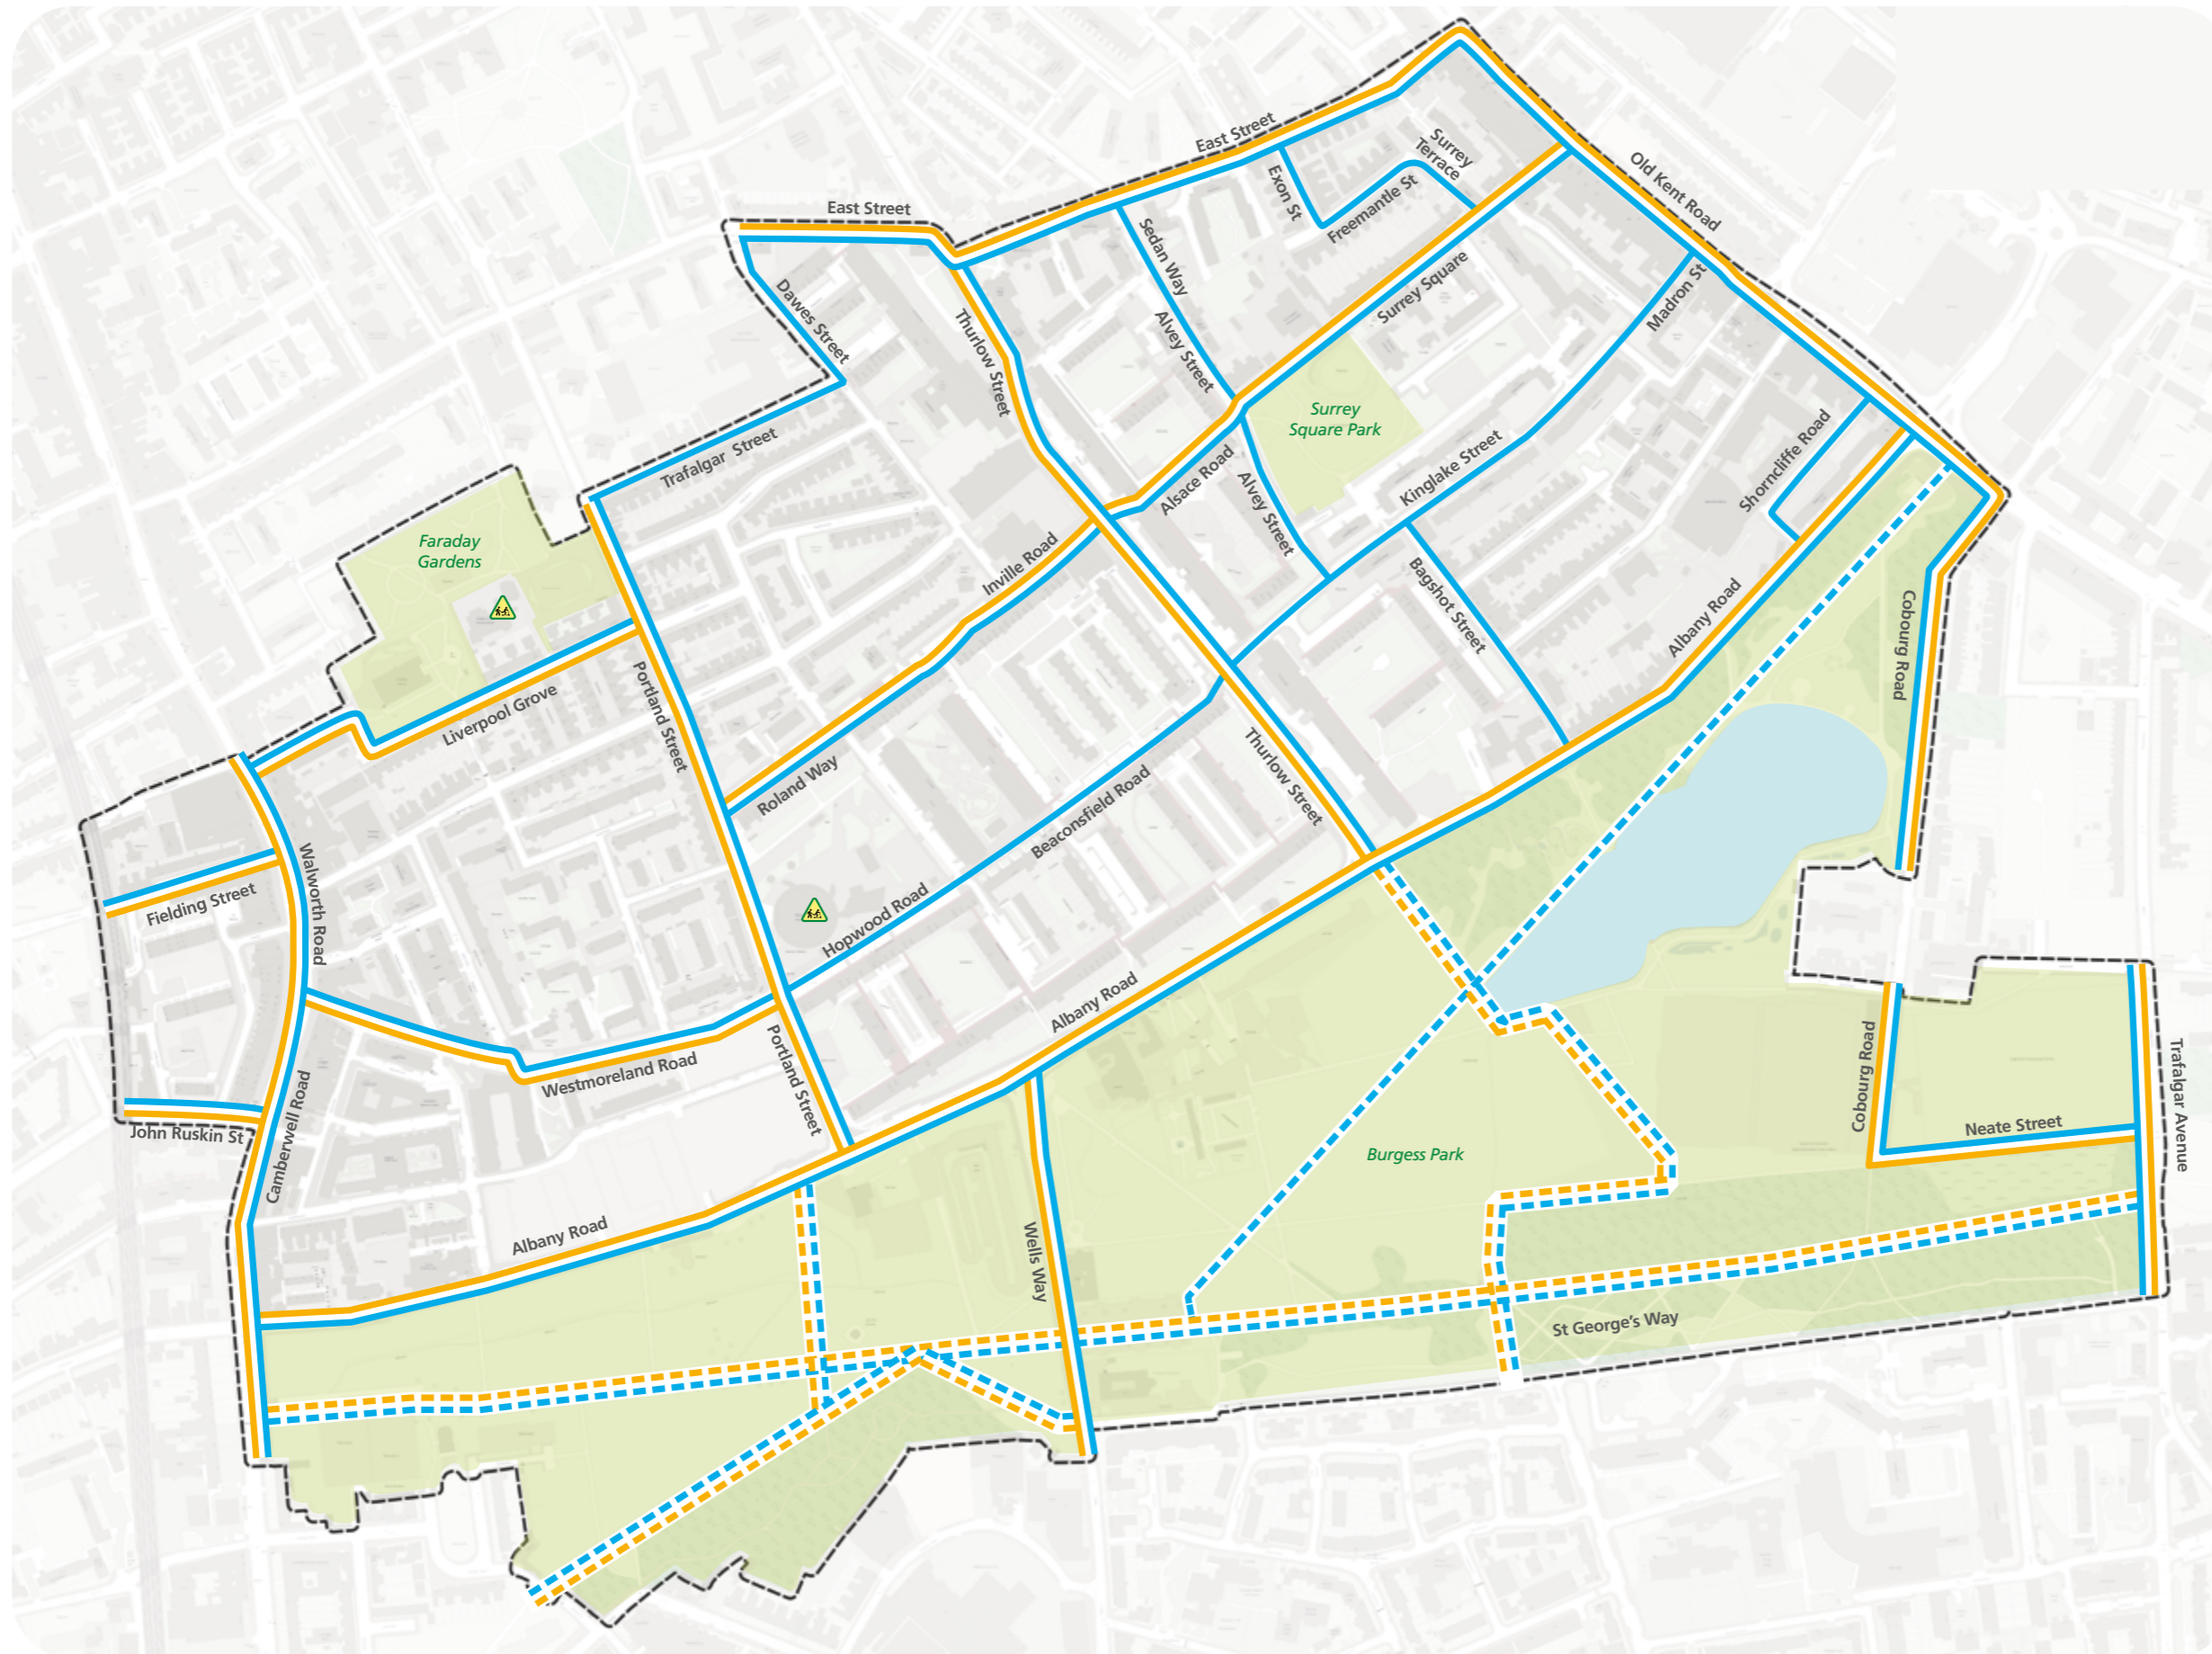 East Street
Surrey
Terrace
Old Kent Road
Exon St
Freemantle St
East Street
Sedan Way
Surrey Square
Madron St
Dawes Street
Thurlow Street
Alvey Street
Surrey
Square Park
Shorncliffe Road
Trafalgar Street
Kinglake Street
Alsace Road
Alvey Street
Faraday
Gardens
Inville Road
Bagshot Street
Albany Road
Cobourg Road
Liverpool Grove
Portland Street
Roland Way
Thurlow Street
Beaconsfield Road
Walworth Road
Fielding Street
Hopwood Road
Albany Road
Westmoreland Road
Portland Street
Cobourg Road
Trafalgar Avenue
John Ruskin St
Camberwell Road
Neate Street
Burgess Park
Albany Road
Wells Way
St George's Way